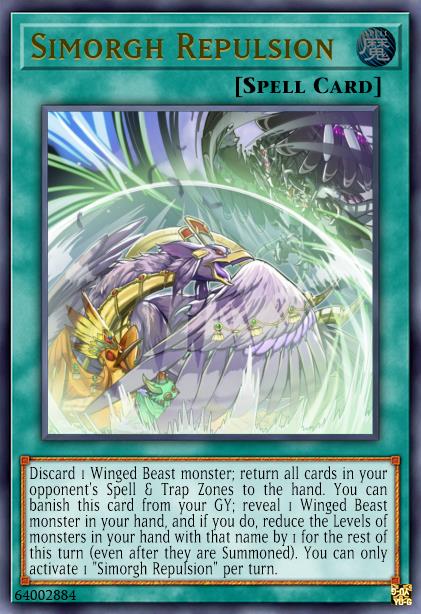 Simorgh Repulsion
魔
[Spell Card]
Discard 1 Winged Beast monster; return all cards in your
opponent's Spell & Trap Zones to the hand. You can
banish this card from your GY; reveal 1 Winged Beast
monster in your hand, and if you do, reduce the Levels of
monsters in your hand with that name by 1 for the rest of
this turn (even after they are Summoned). You can only
activate 1 "Simorgh Repulsion" per turn.
64002884